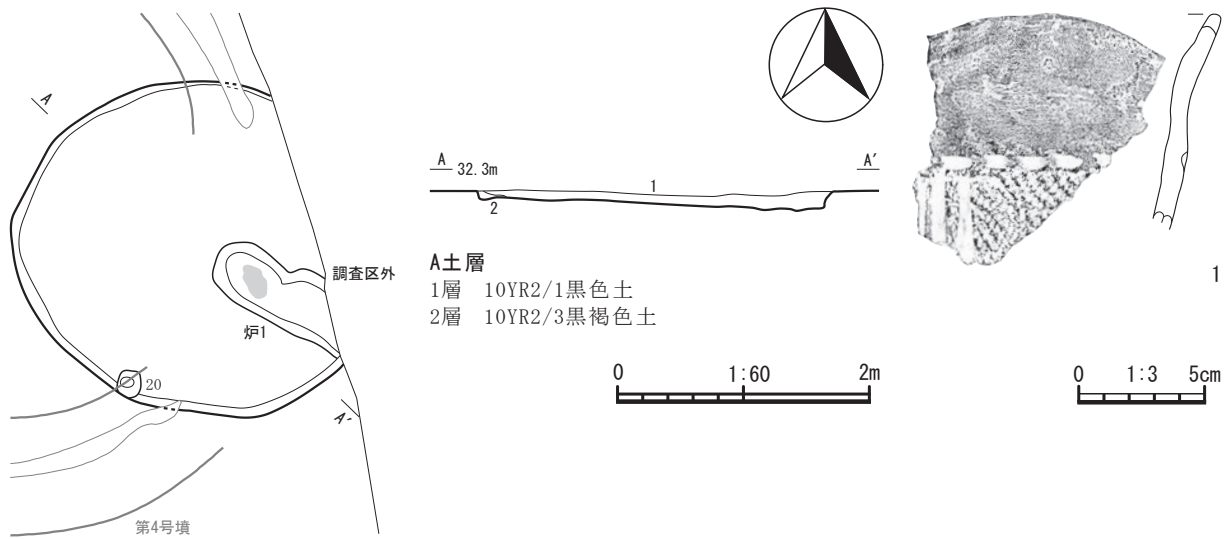 A
調査区外
炉1
20
A'
第4号墳
A 32.3m
A'
1
2
A土層
1層 10YR2/1黒色土
2層 10YR2/3黒褐色土
0 1:60 2m
1
0 1:3 5cm